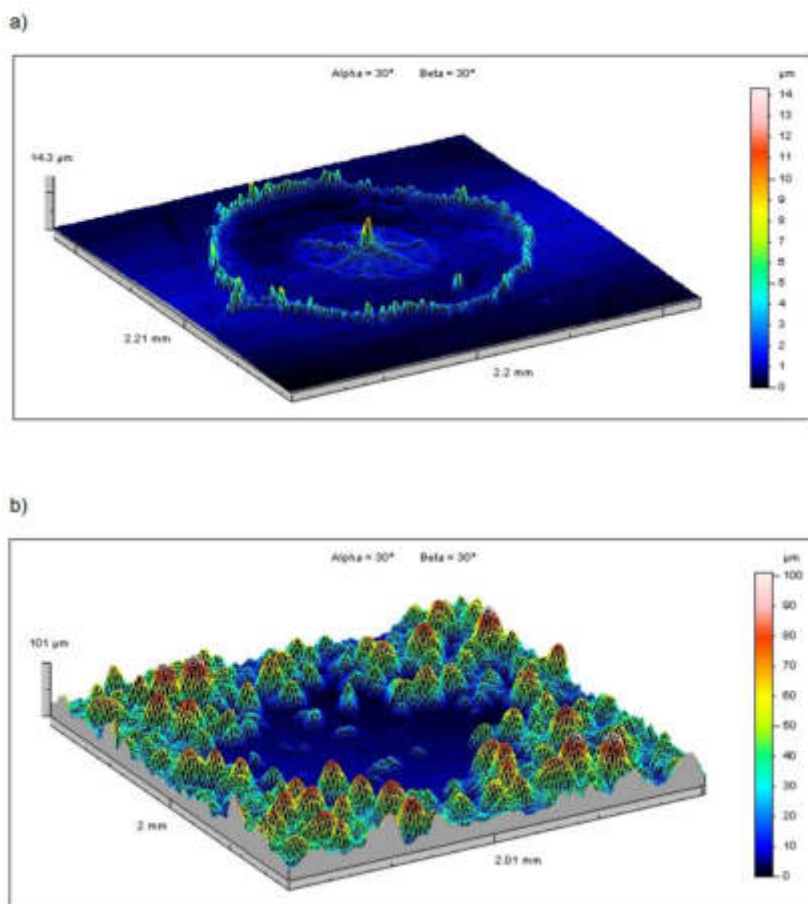 a)
Alpha = 30° Beta = 30°
µm
14.3 µm
14
13
12
11
10
9
8
7
6
5
4
3
2
1
0
2.21 mm
2.2 mm
b)
Alpha = 30° Beta = 30°
µm
101 µm
100
90
80
70
60
50
40
30
20
10
0
2 mm
2.01 mm